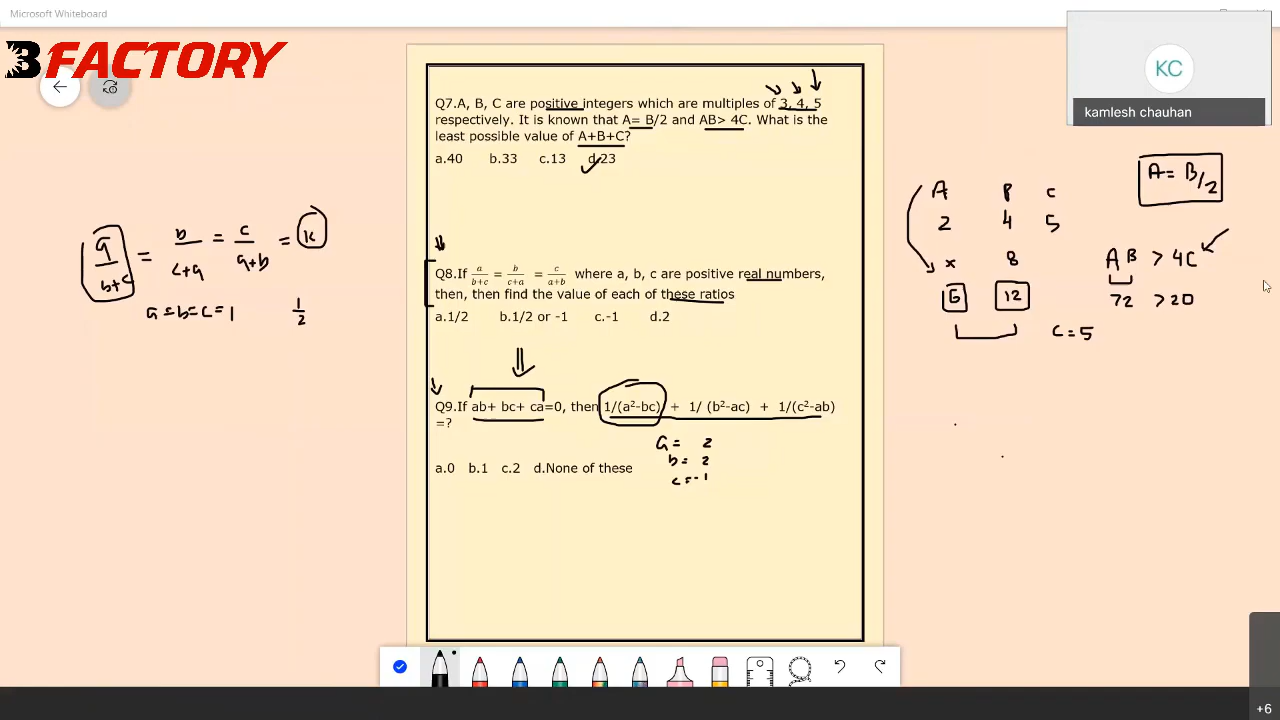 Microsoft Whiteboard
3FACTORY
KC
kamlesh chauhan
Q7.A, B, C are positive integers which are multiples of 3, 4, 5
respectively. It is known that A= B/2 and AB> 4C. What is the
least possible value of A+B+C?
a.40 b.33 c.13 d.23
Q8.If a/b+c = b/c+a = c/a+b where a, b, c are positive real numbers,
then, then find the value of each of these ratios
a.1/2 b.1/2 or -1 c.-1 d.2
Q9.If ab+ bc+ ca=0, then 1/(a²-bc) + 1/ (b²-ac) + 1/(c²-ab)
=?
a.0 b.1 c.2 d.None of these
a = 2
b = 2
c = -1
a/b+c = b/c+a = c/a+b = k
a = b = c = 1 1/2
A B C
2 4 5
× 8
6 12
c = 5
A = B/2
AB > 4C
72 > 20
+6